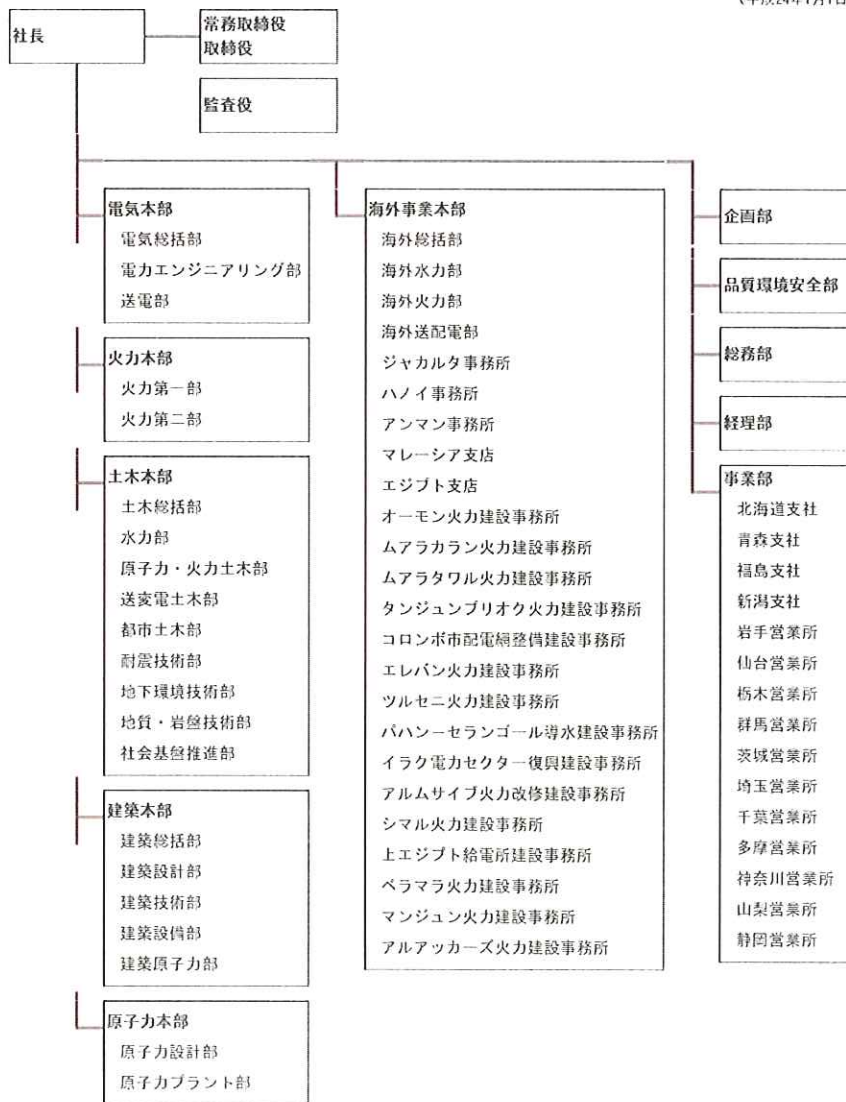 (平成24年1月1日
社長
常務取締役
取締役
監査役
電気本部
電気総括部
電力エンジニアリング部
送電部
火力本部
火力第一部
火力第二部
土木本部
土木総括部
水力部
原子力・火力土木部
送変電土木部
都市土木部
耐震技術部
地下環境技術部
地質・岩盤技術部
社会基盤推進部
建築本部
建築総括部
建築設計部
建築技術部
建築設備部
建築原子力部
原子力本部
原子力設計部
原子力プラント部
海外事業本部
海外総括部
海外水力部
海外火力部
海外送配電部
ジャカルタ事務所
ハノイ事務所
アンマン事務所
マレーシア支店
エジプト支店
オーモン火力建設事務所
ムアラカラン火力建設事務所
ムアラタワル火力建設事務所
タンジュンプリオク火力建設事務所
コロンボ市配電網整備建設事務所
エレバン火力建設事務所
ツルセニ火力建設事務所
パハン－セランゴール導水建設事務所
イラク電力セクター復興建設事務所
アルムサイブ火力改修建設事務所
シマル火力建設事務所
上エジプト給電所建設事務所
ベラマラ火力建設事務所
マンジュン火力建設事務所
アルアッカーズ火力建設事務所
企画部
品質環境安全部
総務部
経理部
事業部
北海道支社
青森支社
福島支社
新潟支社
岩手営業所
仙台営業所
栃木営業所
群馬営業所
茨城営業所
埼玉営業所
千葉営業所
多摩営業所
神奈川営業所
山梨営業所
静岡営業所